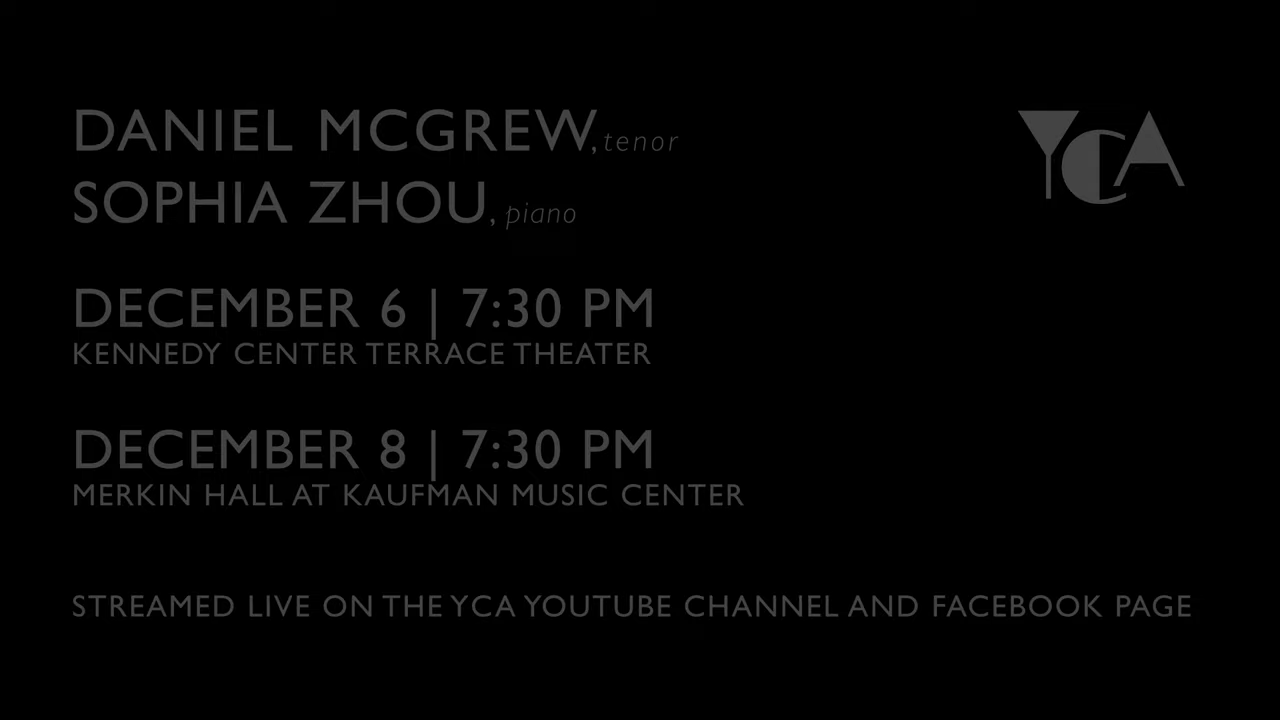 DANIEL MCGREW, tenor
YCA
SOPHIA ZHOU, piano
DECEMBER 6 | 7:30 PM
KENNEDY CENTER TERRACE THEATER
DECEMBER 8 | 7:30 PM
MERKIN HALL AT KAUFMAN MUSIC CENTER
STREAMED LIVE ON THE YCA YOUTUBE CHANNEL AND FACEBOOK PAGE